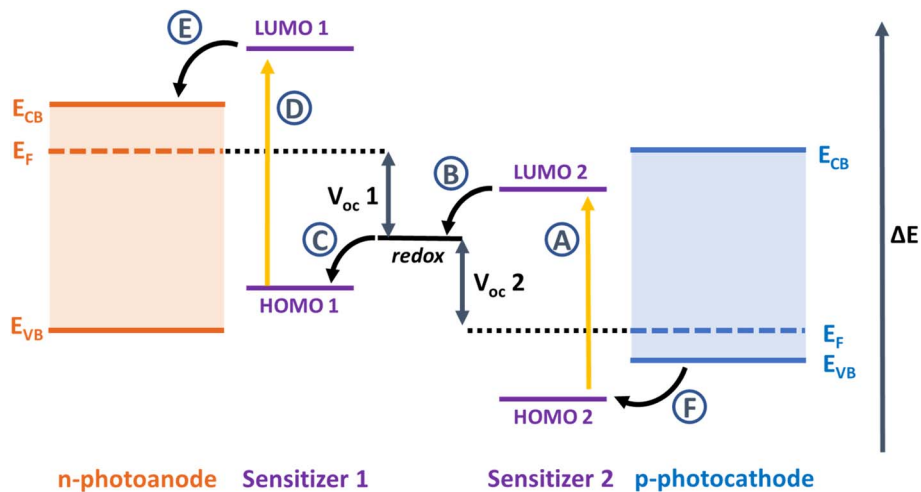 E
LUMO 1
E_CB
D
E_F
B
LUMO 2
E_CB
V_oc 1
C
A
ΔE
redox
HOMO 1
V_oc 2
E_VB
E_F
E_VB
HOMO 2
F
n-photoanode
Sensitizer 1
Sensitizer 2
p-photocathode